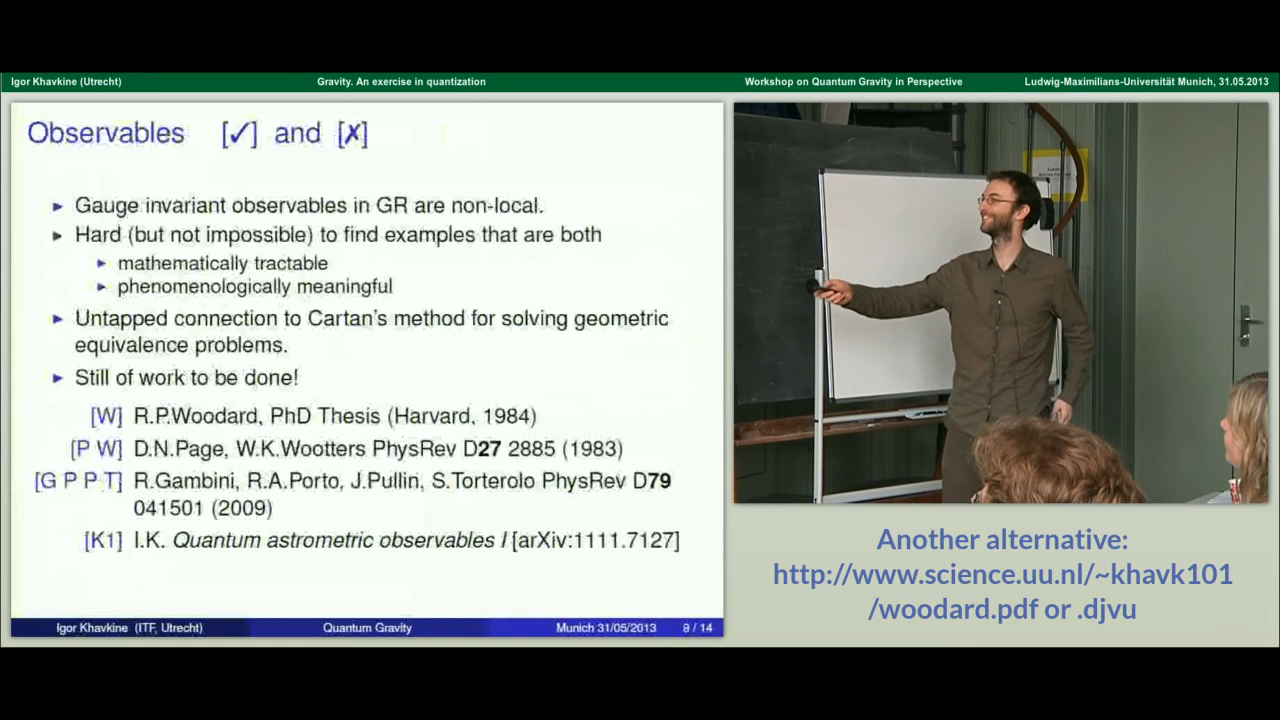 Igor Khavkine (Utrecht) Gravity. An exercise in quantization Workshop on Quantum Gravity in Perspective Ludwig-Maximilians-Universität Munich, 31.05.2013
Observables [✓] and [✗]
► Gauge invariant observables in GR are non-local.
► Hard (but not impossible) to find examples that are both
► mathematically tractable
► phenomenologically meaningful
► Untapped connection to Cartan's method for solving geometric
equivalence problems.
► Still of work to be done!
[W] R.P.Woodard, PhD Thesis (Harvard, 1984)
[P W] D.N.Page, W.K.Wootters PhysRev D27 2885 (1983)
[G P P T] R.Gambini, R.A.Porto, J.Pullin, S.Torterolo PhysRev D79
041501 (2009)
[K1] I.K. Quantum astrometric observables I [arXiv:1111.7127]
Igor Khavkine (ITF, Utrecht) Quantum Gravity Munich 31/05/2013 9 / 14
Another alternative:
http://www.science.uu.nl/~khavk101
/woodard.pdf or .djvu